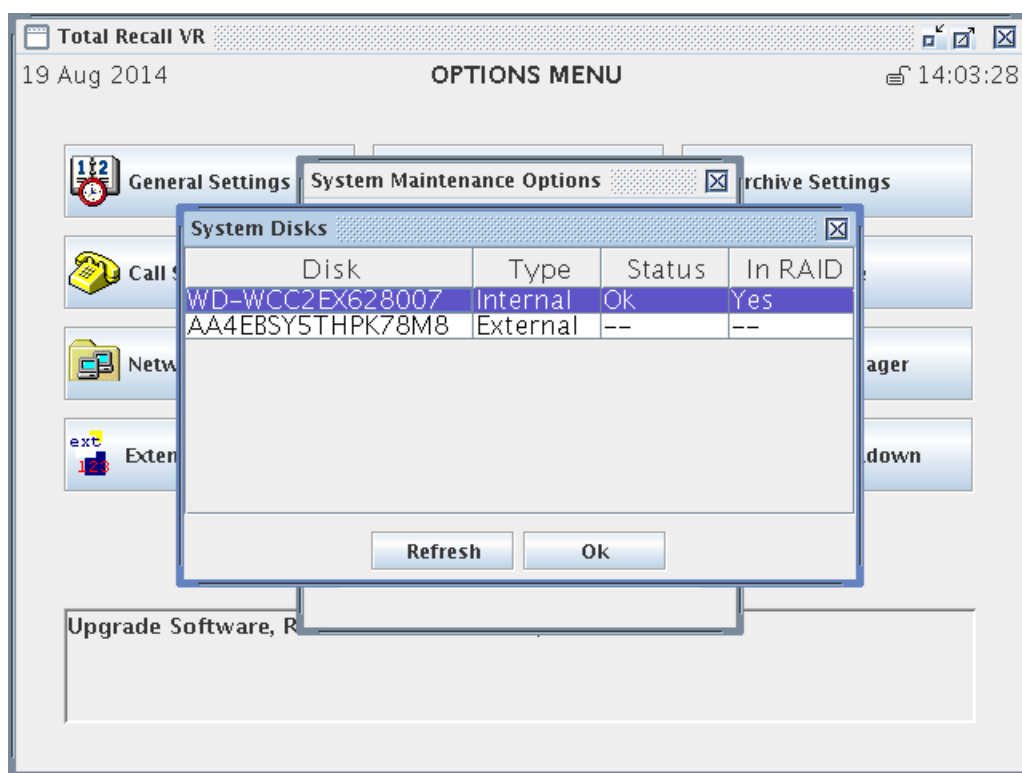 Total Recall VR
19 Aug 2014 OPTIONS MENU 14:03:28
General Settings
System Maintenance Options
rchive Settings
System Disks
Call
Disk Type Status In RAID
WD-WCC2EX628007 Internal Ok Yes
AA4EBSY5THPK78M8 External -- --
Netw
ager
ext
123
Exten
down
Refresh Ok
Upgrade Software, R